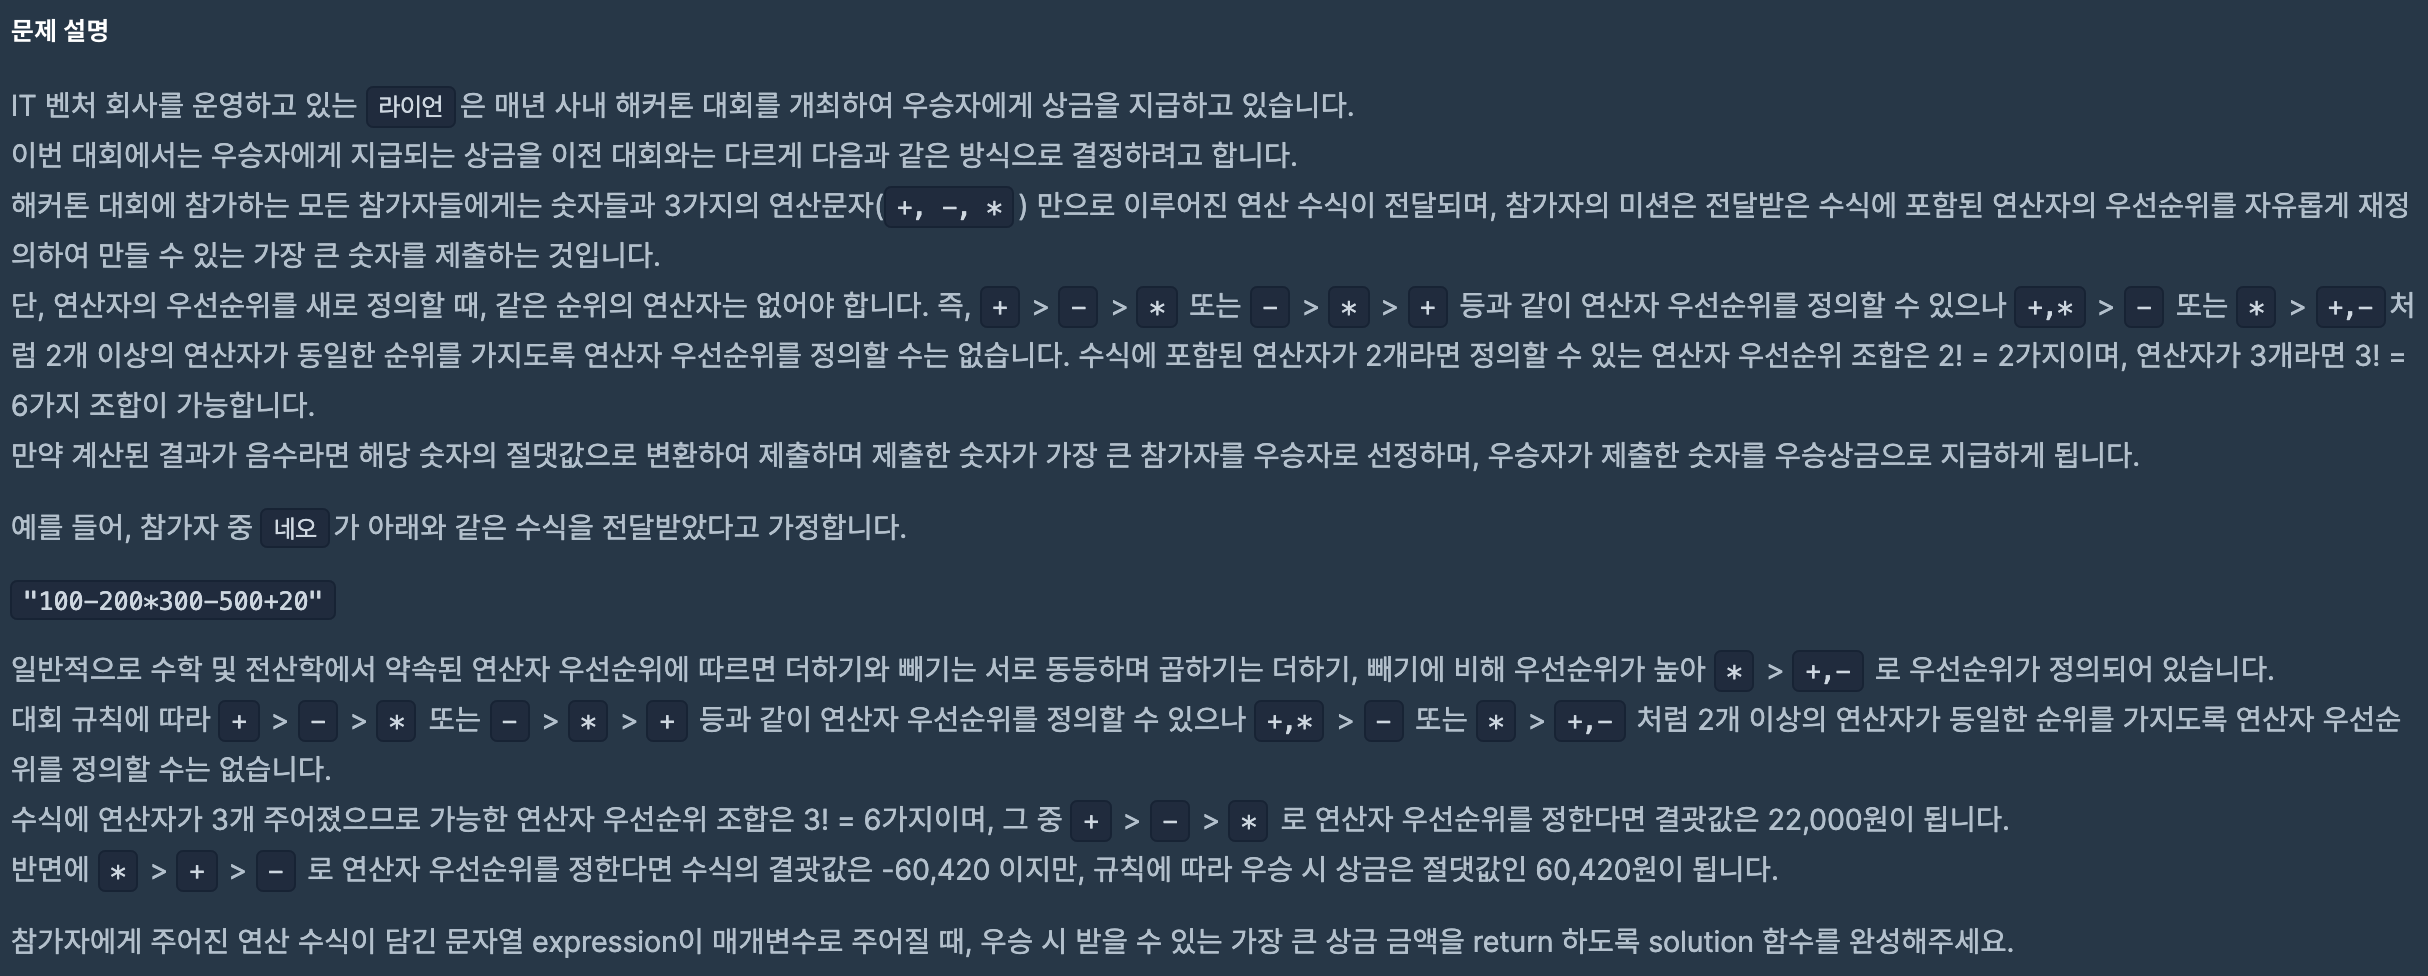 문제 설명
IT 벤처 회사를 운영하고 있는 라이언은 매년 사내 해커톤 대회를 개최하여 우승자에게 상금을 지급하고 있습니다.
이번 대회에서는 우승자에게 지급되는 상금을 이전 대회와는 다르게 다음과 같은 방식으로 결정하려고 합니다.
해커톤 대회에 참가하는 모든 참가자들에게는 숫자들과 3가지의 연산문자(+, -, *) 만으로 이루어진 연산 수식이 전달되며, 참가자의 미션은 전달받은 수식에 포함된 연산자의 우선순위를 자유롭게 재정
의하여 만들 수 있는 가장 큰 숫자를 제출하는 것입니다.
단, 연산자의 우선순위를 새로 정의할 때, 같은 순위의 연산자는 없어야 합니다. 즉, + > - > * 또는 - > * > + 등과 같이 연산자 우선순위를 정의할 수 있으나 +,* > - 또는 * > +,-처
럼 2개 이상의 연산자가 동일한 순위를 가지도록 연산자 우선순위를 정의할 수는 없습니다. 수식에 포함된 연산자가 2개라면 정의할 수 있는 연산자 우선순위 조합은 2! = 2가지이며, 연산자가 3개라면 3! =
6가지 조합이 가능합니다.
만약 계산된 결과가 음수라면 해당 숫자의 절댓값으로 변환하여 제출하며 제출한 숫자가 가장 큰 참가자를 우승자로 선정하며, 우승자가 제출한 숫자를 우승상금으로 지급하게 됩니다.
예를 들어, 참가자 중 네오가 아래와 같은 수식을 전달받았다고 가정합니다.
"100-200*300-500+20"
일반적으로 수학 및 전산학에서 약속된 연산자 우선순위에 따르면 더하기와 빼기는 서로 동등하며 곱하기는 더하기, 빼기에 비해 우선순위가 높아 * > +,- 로 우선순위가 정의되어 있습니다.
대회 규칙에 따라 + > - > * 또는 - > * > + 등과 같이 연산자 우선순위를 정의할 수 있으나 +,* > - 또는 * > +,- 처럼 2개 이상의 연산자가 동일한 순위를 가지도록 연산자 우선순
위를 정의할 수는 없습니다.
수식에 연산자가 3개 주어졌으므로 가능한 연산자 우선순위 조합은 3! = 6가지이며, 그 중 + > - > * 로 연산자 우선순위를 정한다면 결괏값은 22,000원이 됩니다.
반면에 * > + > - 로 연산자 우선순위를 정한다면 수식의 결괏값은 -60,420 이지만, 규칙에 따라 우승 시 상금은 절댓값인 60,420원이 됩니다.
참가자에게 주어진 연산 수식이 담긴 문자열 expression이 매개변수로 주어질 때, 우승 시 받을 수 있는 가장 큰 상금 금액을 return 하도록 solution 함수를 완성해주세요.